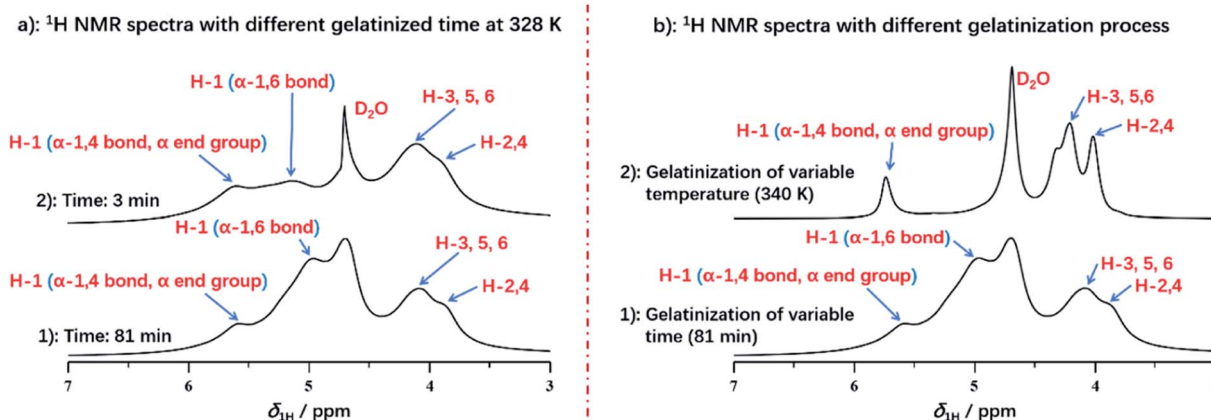 a): ¹H NMR spectra with different gelatinized time at 328 K
H-1 (α-1,6 bond)
D₂O
H-3, 5, 6
H-1 (α-1,4 bond, α end group)
H-2,4
2): Time: 3 min
H-1 (α-1,6 bond)
H-3, 5, 6
H-1 (α-1,4 bond, α end group)
H-2,4
1): Time: 81 min
7 6 5 4 3
δ1H / ppm
b): ¹H NMR spectra with different gelatinization process
D₂O
H-3, 5,6
H-1 (α-1,4 bond, α end group)
H-2,4
2): Gelatinization of variable
temperature (340 K)
H-1 (α-1,6 bond)
H-3, 5, 6
H-1 (α-1,4 bond, α end group)
H-2,4
1): Gelatinization of variable
time (81 min)
7 6 5 4
δ1H / ppm